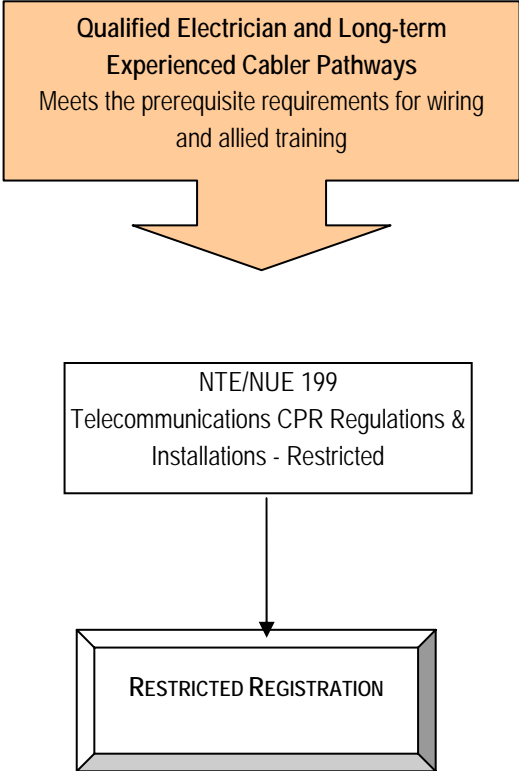 Qualified Electrician and Long-term
Experienced Cabler Pathways
Meets the prerequisite requirements for wiring
and allied training
NTE/NUE 199
Telecommunications CPR Regulations &
Installations - Restricted
RESTRICTED REGISTRATION